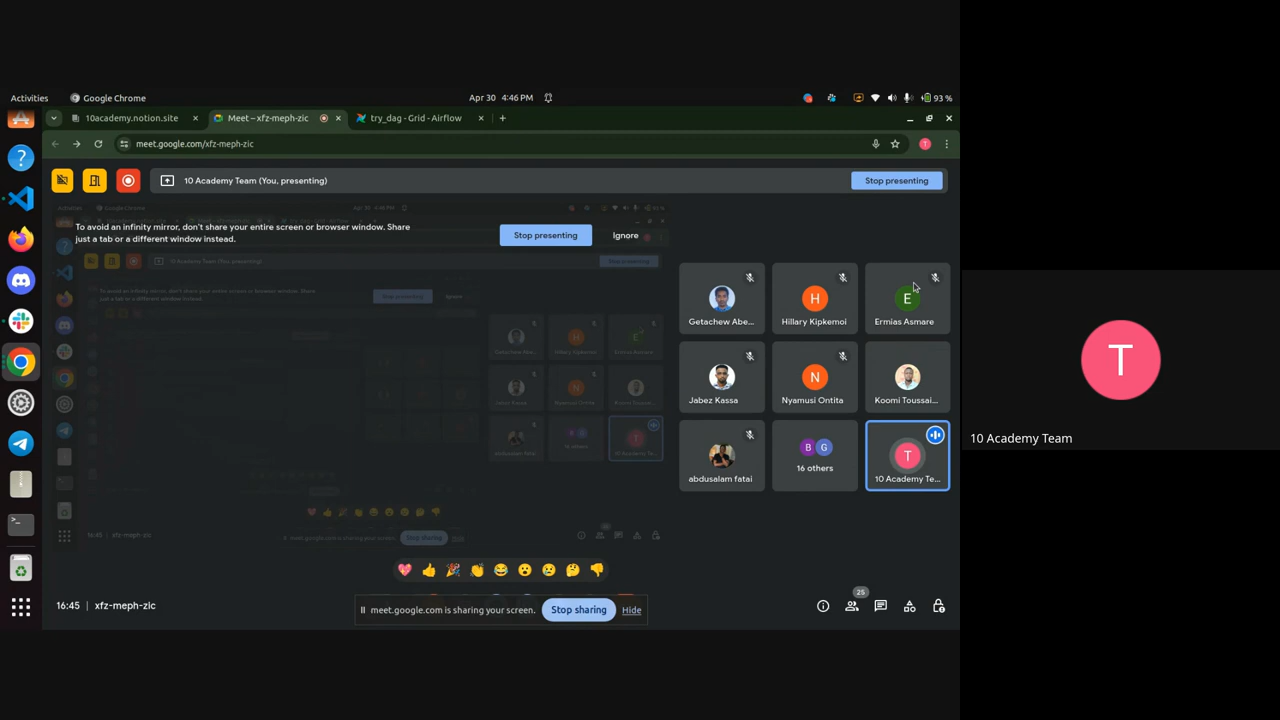 Activities
Google Chrome
Apr 30 4:46 PM
93 %
10academy.notion.site
Meet – xfz-meph-zic
try_dag - Grid - Airflow
meet.google.com/xfz-meph-zic
10 Academy Team (You, presenting)
Stop presenting
To avoid an infinity mirror, don't share your entire screen or browser window. Share
just a tab or a different window instead.
Stop presenting
Ignore
H
E
Getachew Abe...
Hillary Kipkemoi
Ermias Asmare
N
Jabez Kassa
Nyamusi Ontita
Koomi Toussai...
B G
T
abdusalam fatai
16 others
10 Academy Te...
T
10 Academy Team
16:45 | xfz-meph-zic
meet.google.com is sharing your screen.
Stop sharing
Hide
25